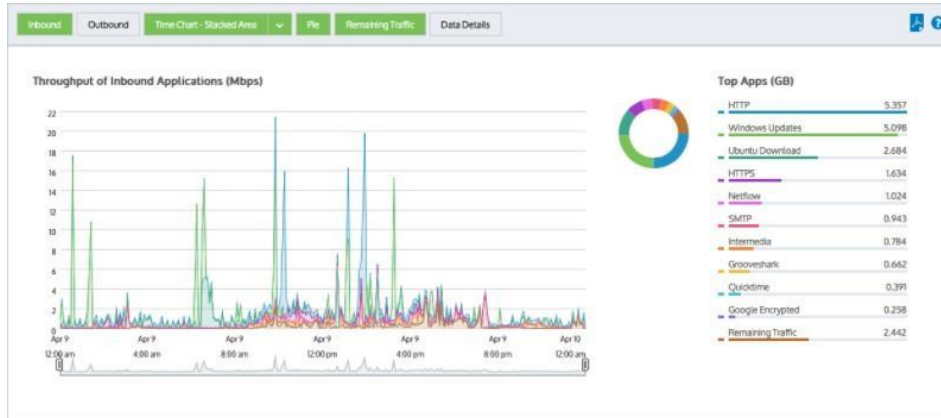 Inbound Outbound Time Chart - Stacked Area Pie Remaining Traffic Data Details
?
Throughput of Inbound Applications (Mbps)
22
20
18
16
14
12
10
8
6
4
2
0
Apr 9 Apr 9 Apr 9 Apr 9 Apr 9 Apr 9 Apr 10
12:00 am 4:00 am 8:00 am 12:00 pm 4:00 pm 8:00 pm 12:00 am
Top Apps (GB)
HTTP 5.357
Windows Updates 5.098
Ubuntu Download 2.684
HTTPS 1.634
Netflow 1.024
SMTP 0.943
Intermedia 0.784
Grooveshark 0.662
Quicktime 0.391
Google Encrypted 0.258
Remaining Traffic 2.442